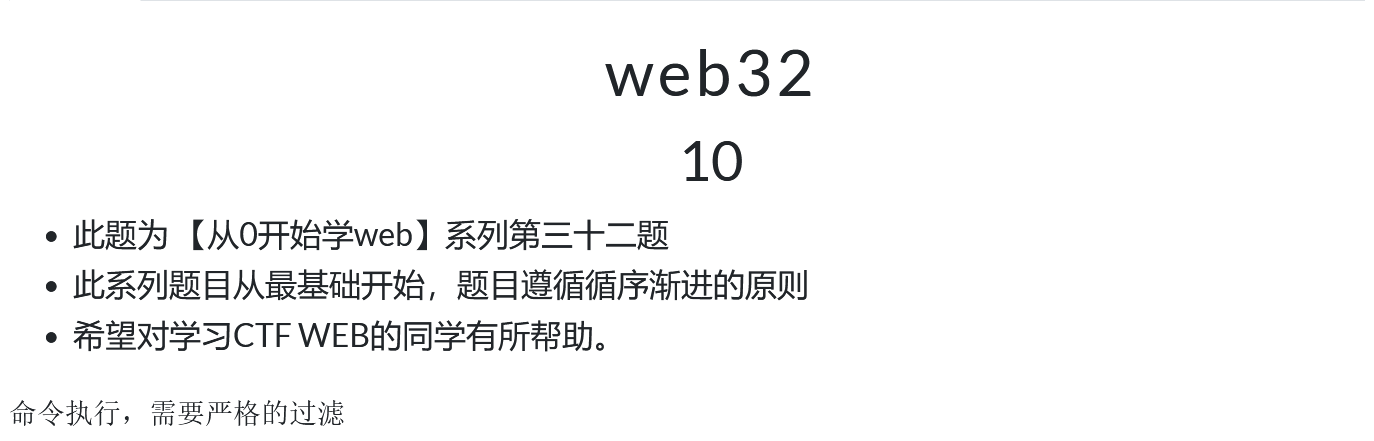 web32
10
此题为 【从0开始学web】系列第三十二题
此系列题目从最基础开始，题目遵循循序渐进的原则
希望对学习CTF WEB的同学有所帮助。
命令执行，需要严格的过滤